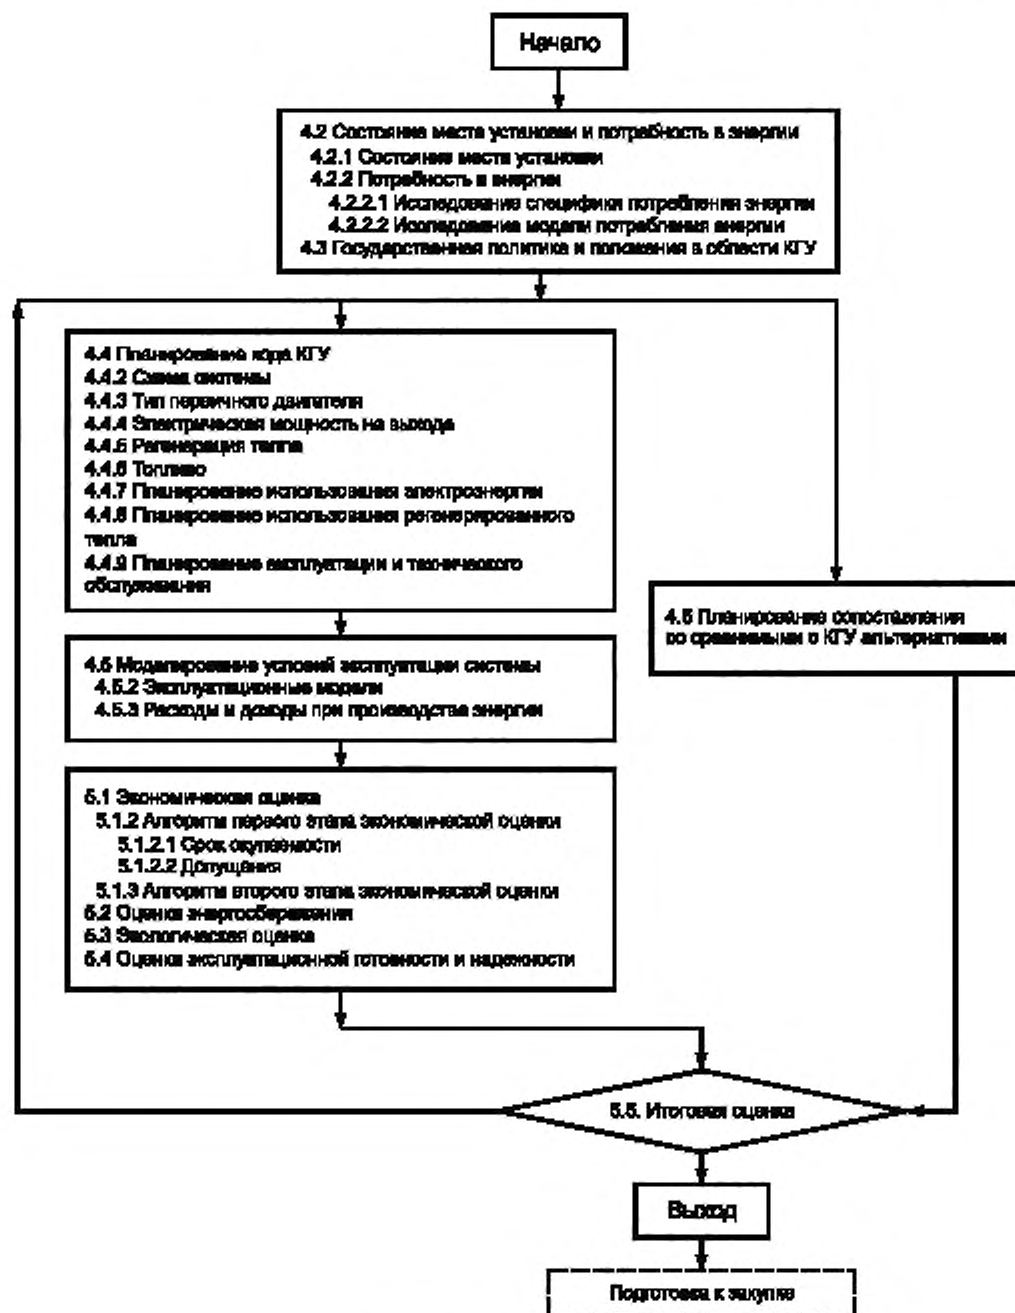 Начало
4.2 Состояние места установки и потребность в энергии
4.2.1 Состояние места установки
4.2.2 Потребность в энергии
4.2.2.1 Исследование специфики потребления энергии
4.2.2.2 Исследование модели потребления энергии
4.3 Государственная политика и положения в области КГУ
4.4 Планирование хода КГУ
4.4.2 Схема системы
4.4.3 Тип первичного двигателя
4.4.4 Электрическая мощность на выходе
4.4.5 Регенерация тепла
4.4.6 Топливо
4.4.7 Планирование использования электроэнергии
4.4.8 Планирование использования регенерированного
тепла
4.4.9 Планирование эксплуатации и технического
обслуживания
4.6 Планирование сопоставления
со сравнимыми с КГУ альтернативами
4.5 Моделирование условий эксплуатации системы
4.5.2 Эксплуатационные модели
4.5.3 Расходы и доходы при производстве энергии
5.1 Экономическая оценка
5.1.2 Алгоритм первого этапа экономической оценки
5.1.2.1 Срок окупаемости
5.1.2.2 Допущения
5.1.3 Алгоритм второго этапа экономической оценки
5.2 Оценка энергосбережения
5.3 Экологическая оценка
5.4 Оценка эксплуатационной готовности и надежности
5.5. Итоговая оценка
Выход
Подготовка к закупке